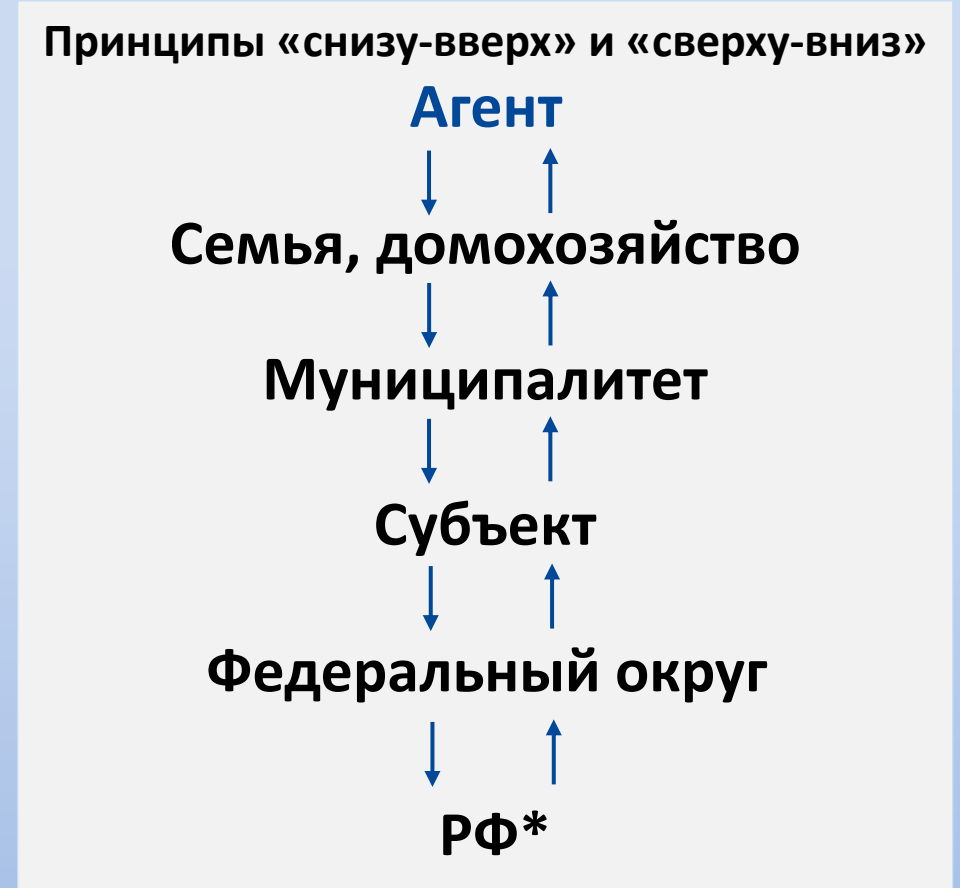 Принципы «снизу-вверх» и «сверху-вниз»
Агент
Семья, домохозяйство
Муниципалитет
Субъект
Федеральный округ
РФ*